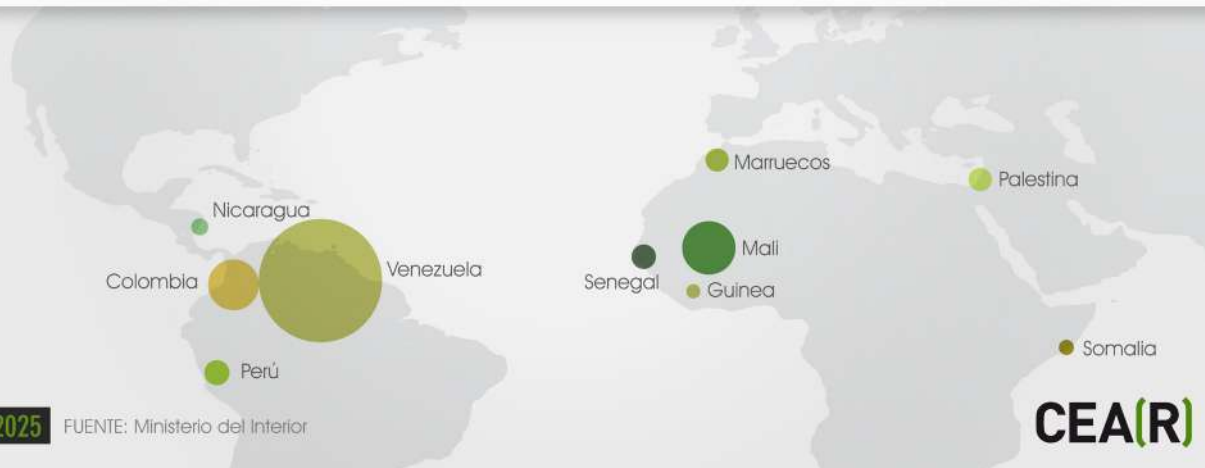 Marruecos
Palestina
Nicaragua
Mali
Venezuela
Colombia
Senegal
Guinea
Somalia
Perú
2025 FUENTE: Ministerio del Interior
CEA(R)